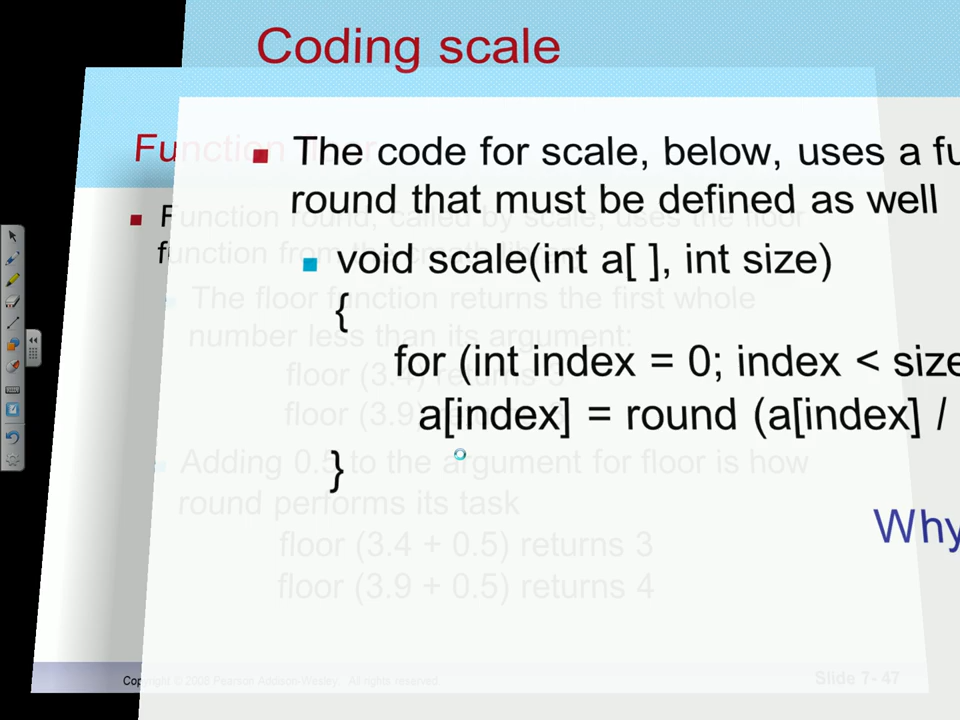 Coding scale
The code for scale, below, uses a fu
round that must be defined as well
void scale(int a[ ], int size)
{
for (int index = 0; index < size
a[index] = round (a[index] /
}
Why
Function floor
Function round, called by scale, uses the floor
function from the cmath library
The floor function returns the first whole
number less than its argument:
floor (3.4) returns 3
floor (3.9)
Adding 0.5 to the argument for floor is how
round performs its task
floor (3.4 + 0.5) returns 3
floor (3.9 + 0.5) returns 4
Copyright © 2008 Pearson Addison-Wesley. All rights reserved.
Slide 7- 47